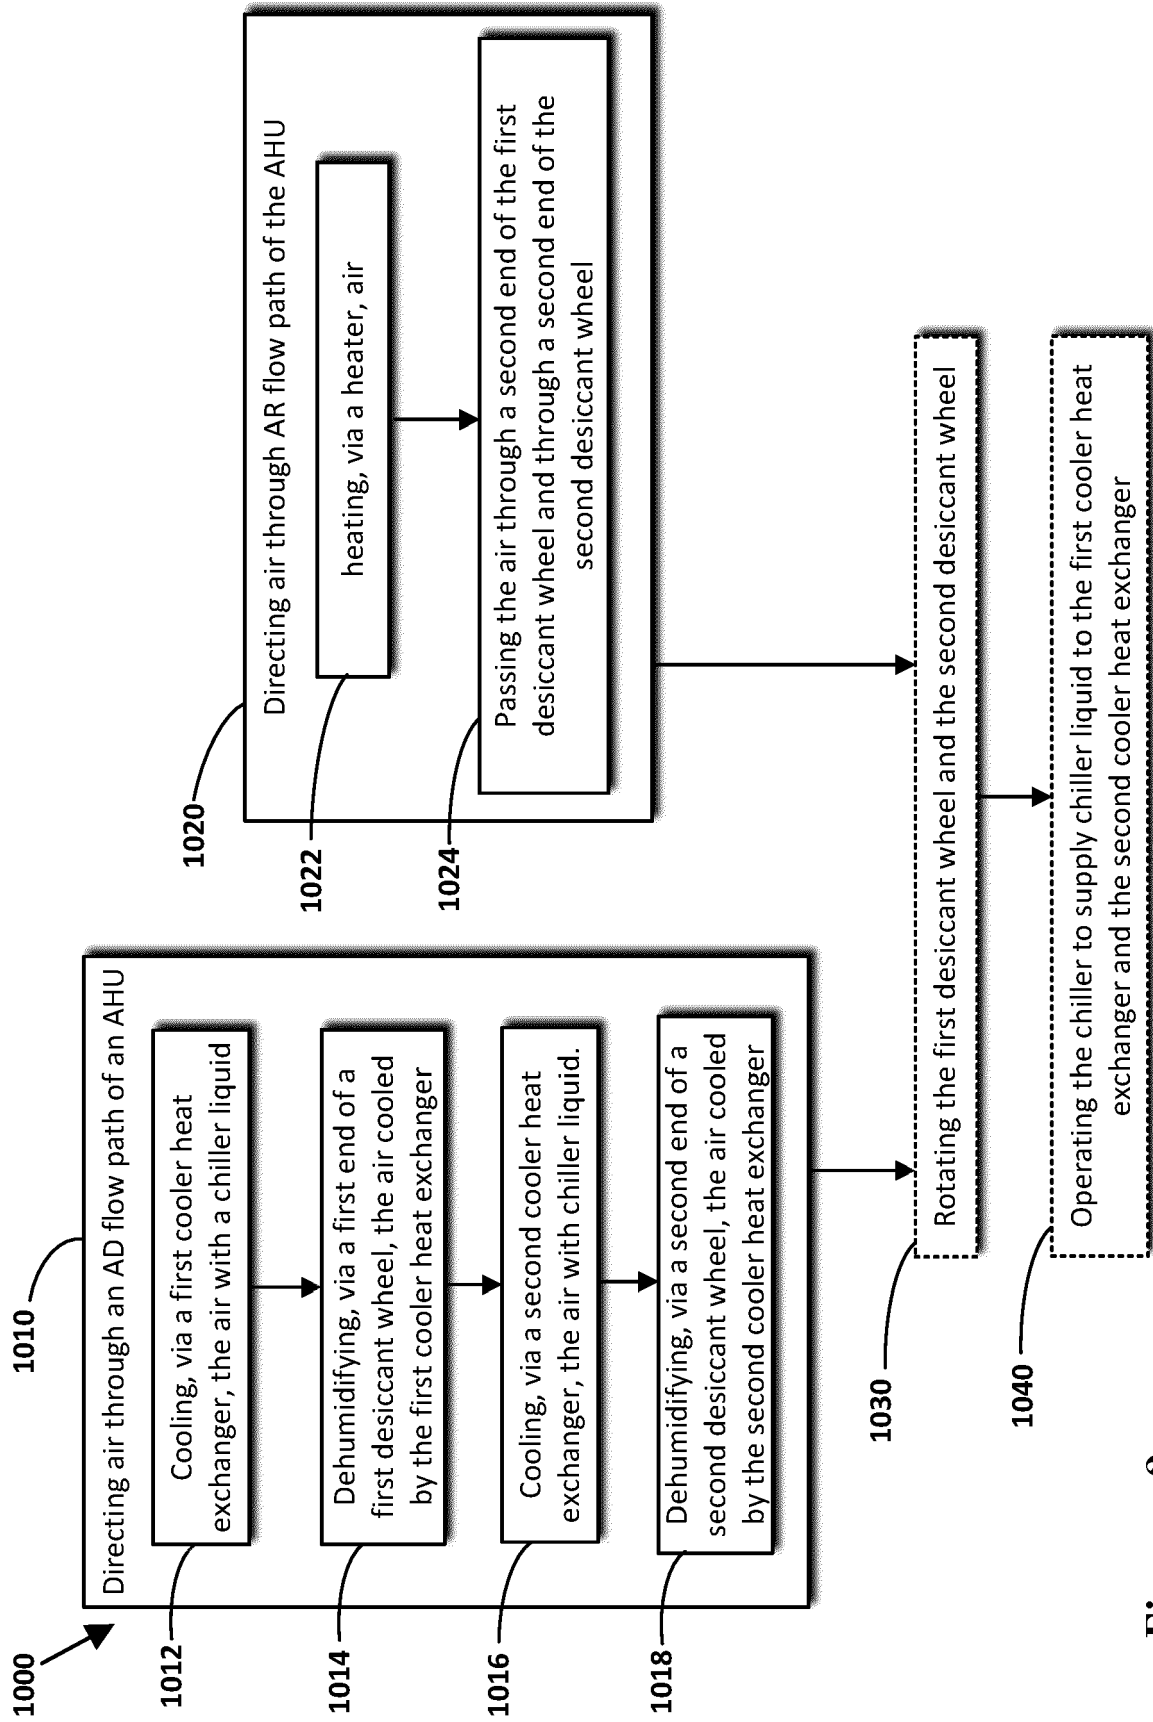 1000
1010
Directing air through an AD flow path of an AHU
1012
Cooling, via a first cooler heat
exchanger, the air with a chiller liquid
1014
Dehumidifying, via a first end of a
first desiccant wheel, the air cooled
by the first cooler heat exchanger
1016
Cooling, via a second cooler heat
exchanger, the air with chiller liquid.
1018
Dehumidifying, via a second end of a
second desiccant wheel, the air cooled
by the second cooler heat exchanger
1020
Directing air through AR flow path of the AHU
1022
heating, via a heater, air
1024
Passing the air through a second end of the first
desiccant wheel and through a second end of the
second desiccant wheel
1030
Rotating the first desiccant wheel and the second desiccant wheel
1040
Operating the chiller to supply chiller liquid to the first cooler heat
exchanger and the second cooler heat exchanger